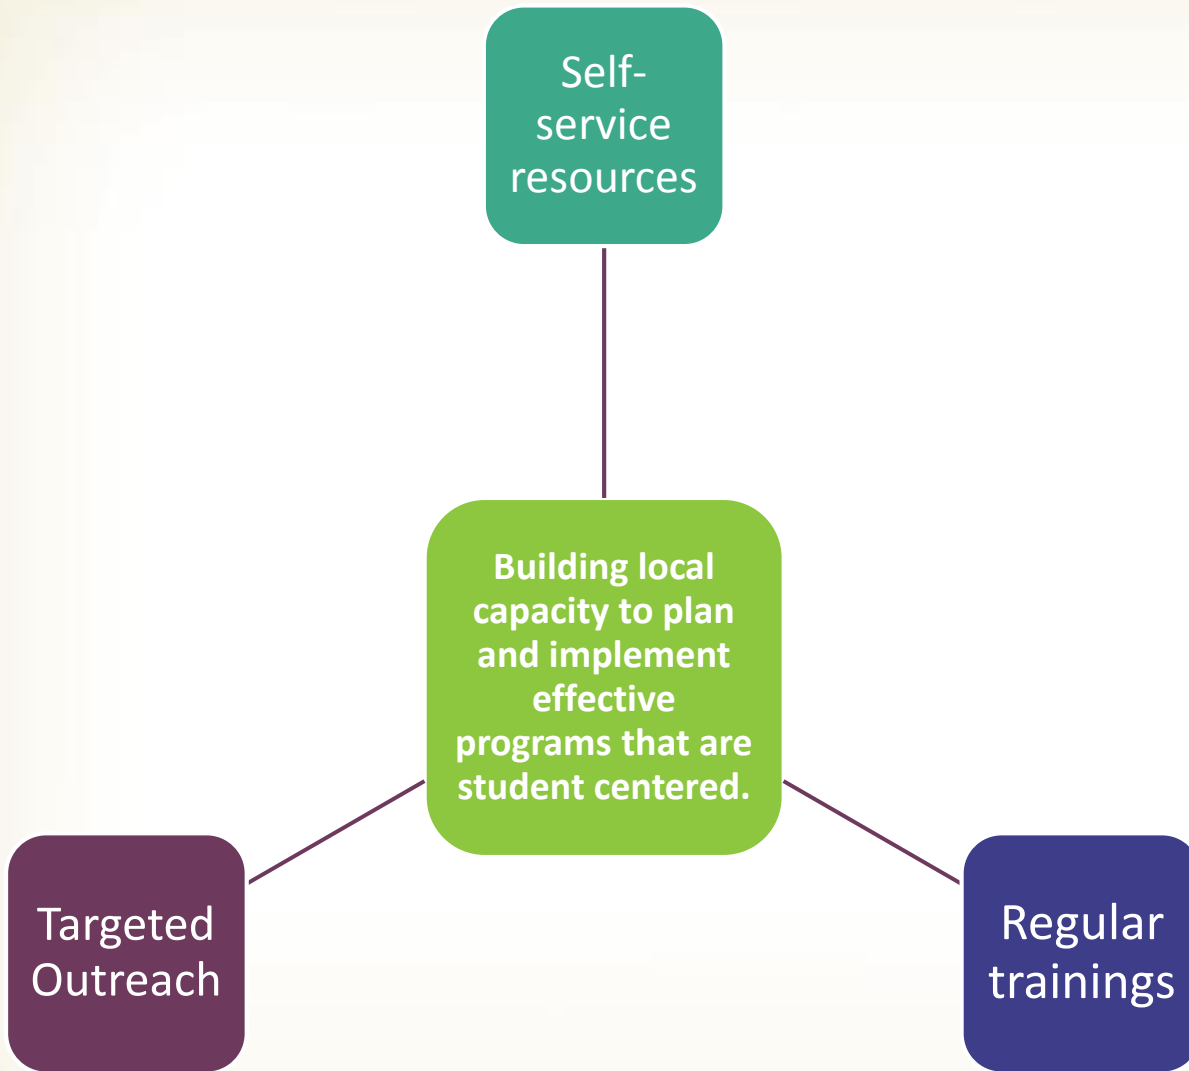 Self-
service
resources
Building local
capacity to plan
and implement
effective
programs that are
student centered.
Targeted
Outreach
Regular
trainings